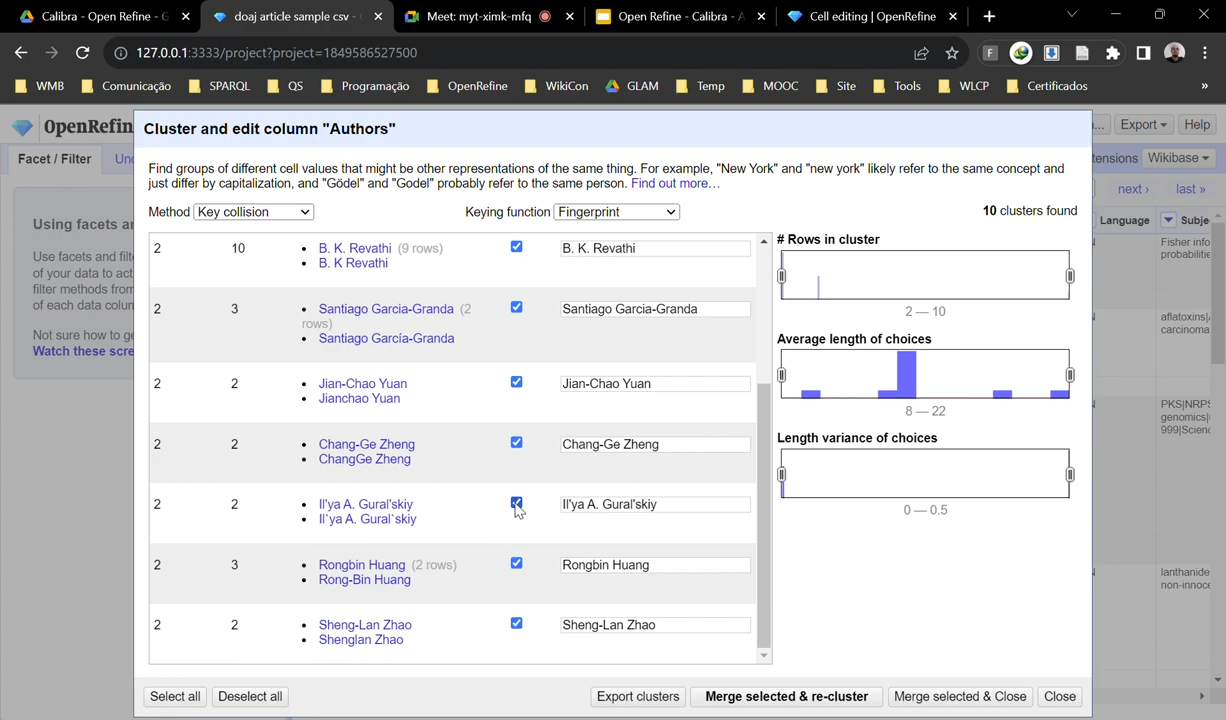 Calibra - Open Refine - G
doaj article sample csv -
Meet: myt-ximk-mfq
Open Refine - Calibra - A
Cell editing | OpenRefine
127.0.0.1:3333/project?project=1849586527500
WMB Comunicação SPARQL QS Programação OpenRefine WikiCon GLAM Temp MOOC Site Tools WLCP Certificados »
OpenRefin
Export Help
Facet / Filter
tensions Wikibase
next › last »
Language Subje
Cluster and edit column "Authors"
Find groups of different cell values that might be other representations of the same thing. For example, "New York" and "new york" likely refer to the same concept and
just differ by capitalization, and "Gödel" and "Godel" probably refer to the same person. Find out more…
Method Key collision Keying function Fingerprint 10 clusters found
2 10 • B. K. Revathi (9 rows) B. K. Revathi
• B. K Revathi
2 3 • Santiago Garcia-Granda (2
rows) Santiago Garcia-Granda
• Santiago García-Granda
2 2 • Jian-Chao Yuan Jian-Chao Yuan
• Jianchao Yuan
2 2 • Chang-Ge Zheng Chang-Ge Zheng
• ChangGe Zheng
2 2 • Il'ya A. Gural'skiy Il'ya A. Gural'skiy
• Il`ya A. Gural`skiy
2 3 • Rongbin Huang (2 rows) Rongbin Huang
• Rong-Bin Huang
2 2 • Sheng-Lan Zhao Sheng-Lan Zhao
• Shenglan Zhao
# Rows in cluster
2 — 10
Average length of choices
8 — 22
Length variance of choices
0 — 0.5
Select all Deselect all Export clusters Merge selected & re-cluster Merge selected & Close Close
Using facets ar
Use facets and filte
of your data to act
filter methods from
of each data colum
Not sure how to ge
Watch these scre
Fisher info
probabilitie
aflatoxins|
carcinoma
PKS|NRPS
genomics|
999|Scienc
lanthanide
non-innoce